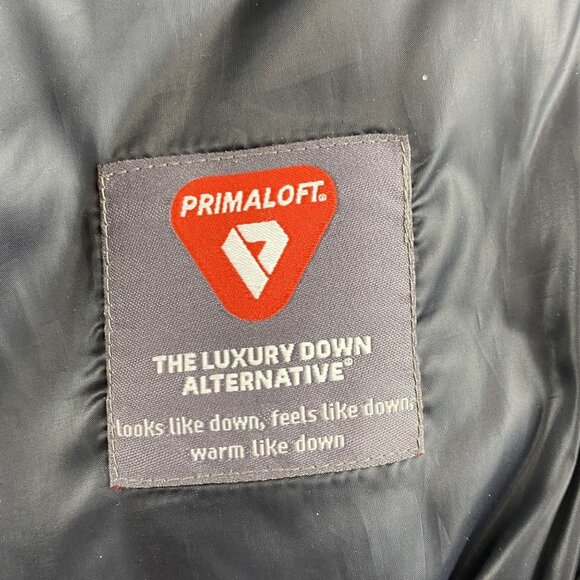 PRIMALOFT®
THE LUXURY DOWN
ALTERNATIVE®
looks like down, feels like down,
warm like down